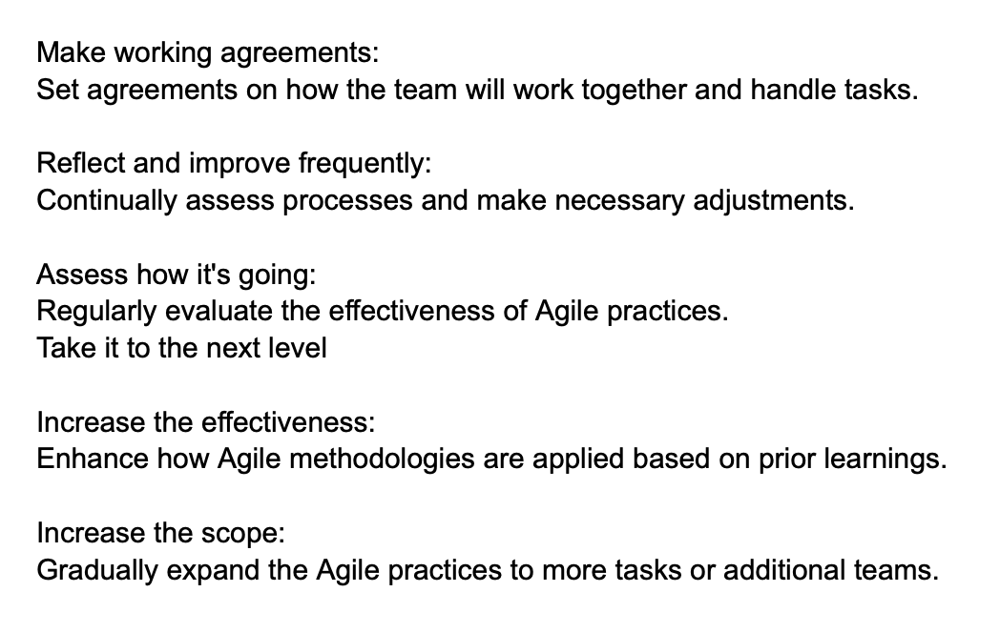 Make working agreements:
Set agreements on how the team will work together and handle tasks.
Reflect and improve frequently:
Continually assess processes and make necessary adjustments.
Assess how it's going:
Regularly evaluate the effectiveness of Agile practices.
Take it to the next level
Increase the effectiveness:
Enhance how Agile methodologies are applied based on prior learnings.
Increase the scope:
Gradually expand the Agile practices to more tasks or additional teams.